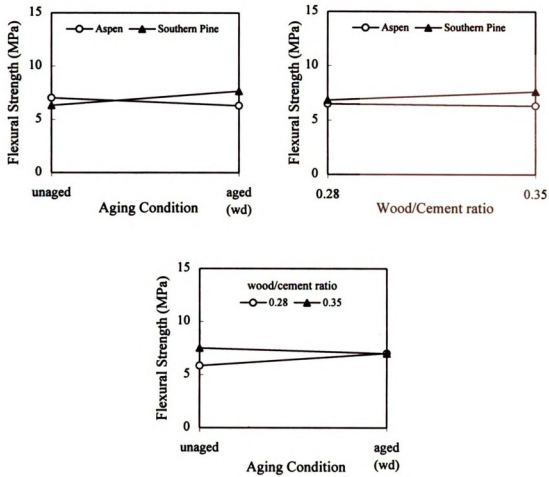 15
Aspen Southern Pine
10
5
0
Flexural Strength (MPa)
unaged aged
(wd)
Aging Condition
15
Aspen Southern Pine
10
5
0
Flexural Strength (MPa)
0.28 0.35
Wood/Cement ratio
15
wood/cement ratio
0.28 0.35
10
5
0
Flexural Strength (MPa)
unaged aged
(wd)
Aging Condition